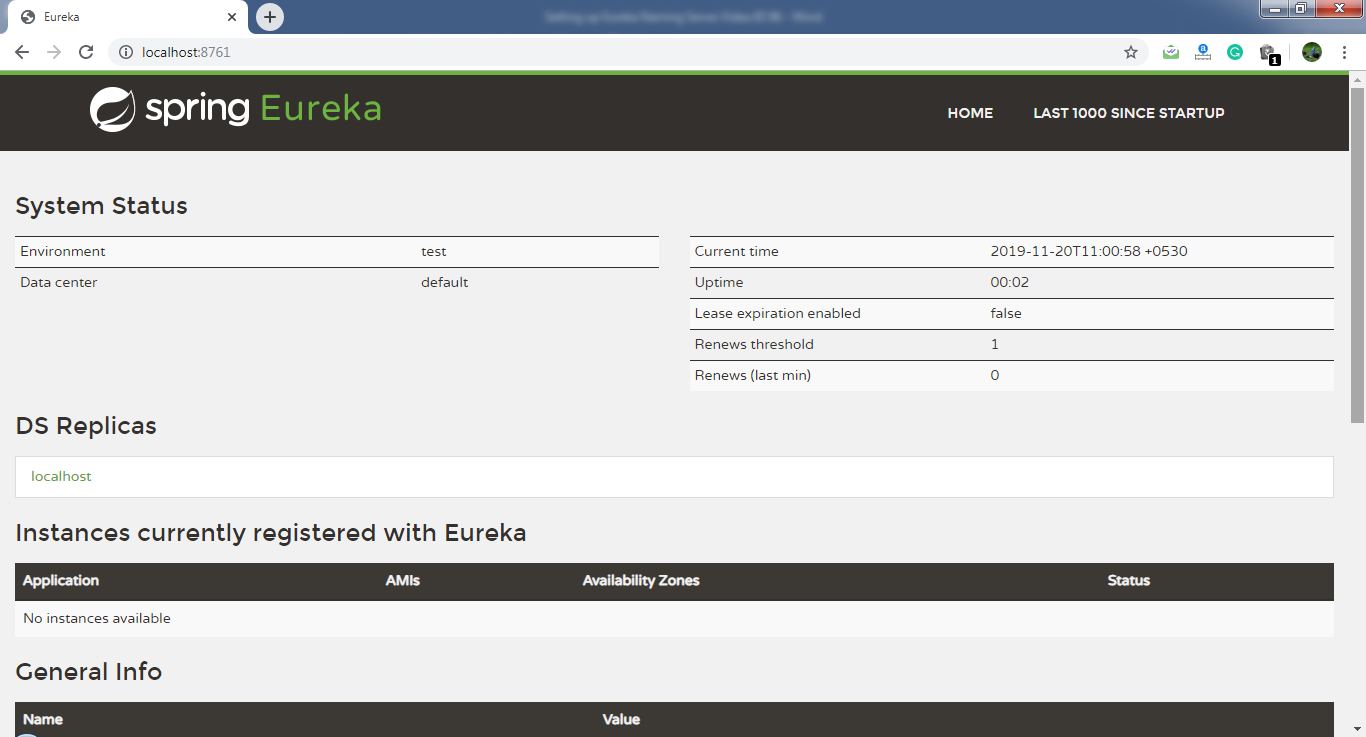 Eureka
localhost:8761
1
spring Eureka
HOME LAST 1000 SINCE STARTUP
System Status
Environment test
Data center default
Current time 2019-11-20T11:00:58 +0530
Uptime 00:02
Lease expiration enabled false
Renews threshold 1
Renews (last min) 0
DS Replicas
localhost
Instances currently registered with Eureka
Application AMIs Availability Zones Status
No instances available
General Info
Name Value